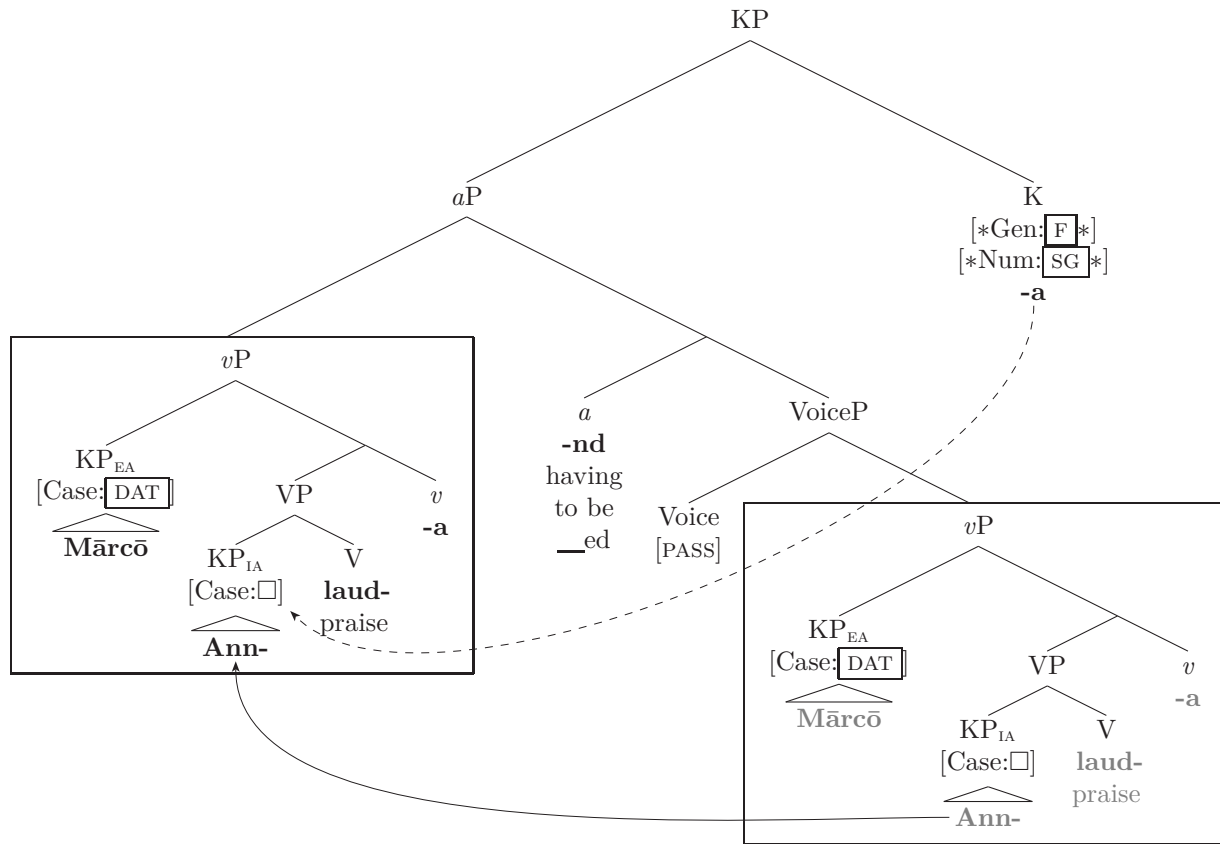 KP
aP
K
[∗Gen: F ∗]
[∗Num: SG ∗]
-a
vP
KP_EA
[Case: DAT ]
Mārcō
VP
v
-a
KP_IA
[Case:□]
Ann-
V
laud-
praise
a
-nd
having
to be
__ed
VoiceP
Voice
[PASS]
vP
KP_EA
[Case: DAT ]
Mārcō
VP
v
-a
KP_IA
[Case:□]
Ann-
V
laud-
praise